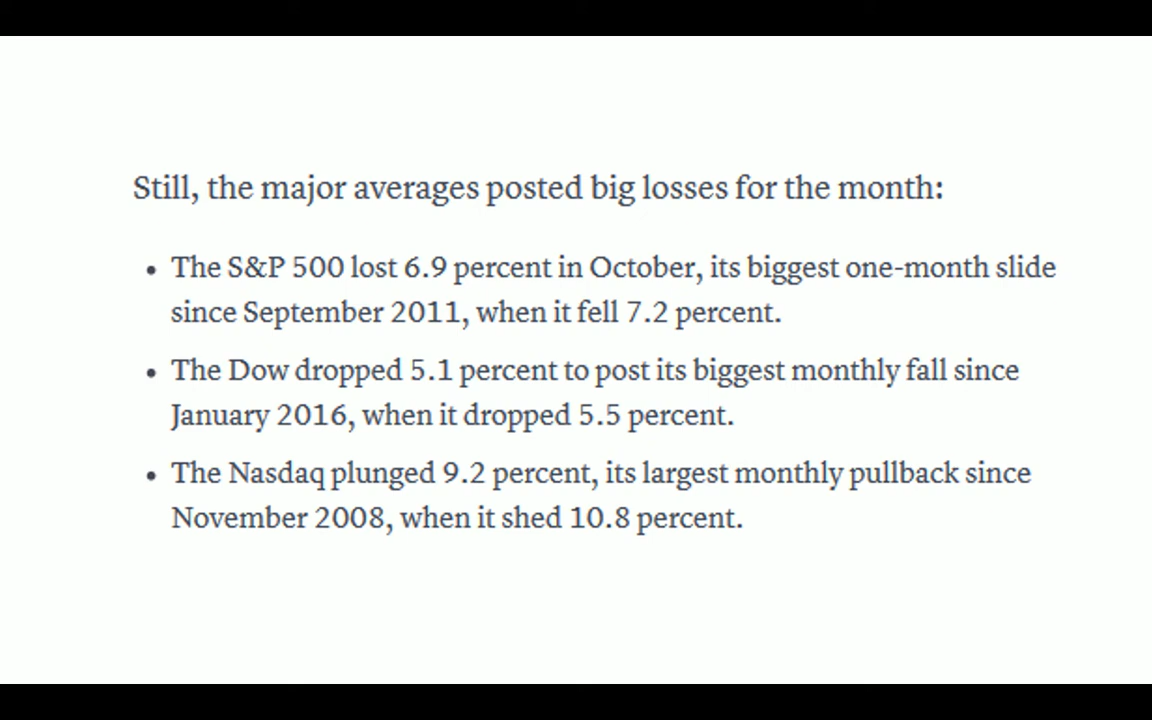 Still, the major averages posted big losses for the month:
• The S&P 500 lost 6.9 percent in October, its biggest one-month slide
since September 2011, when it fell 7.2 percent.
• The Dow dropped 5.1 percent to post its biggest monthly fall since
January 2016, when it dropped 5.5 percent.
• The Nasdaq plunged 9.2 percent, its largest monthly pullback since
November 2008, when it shed 10.8 percent.